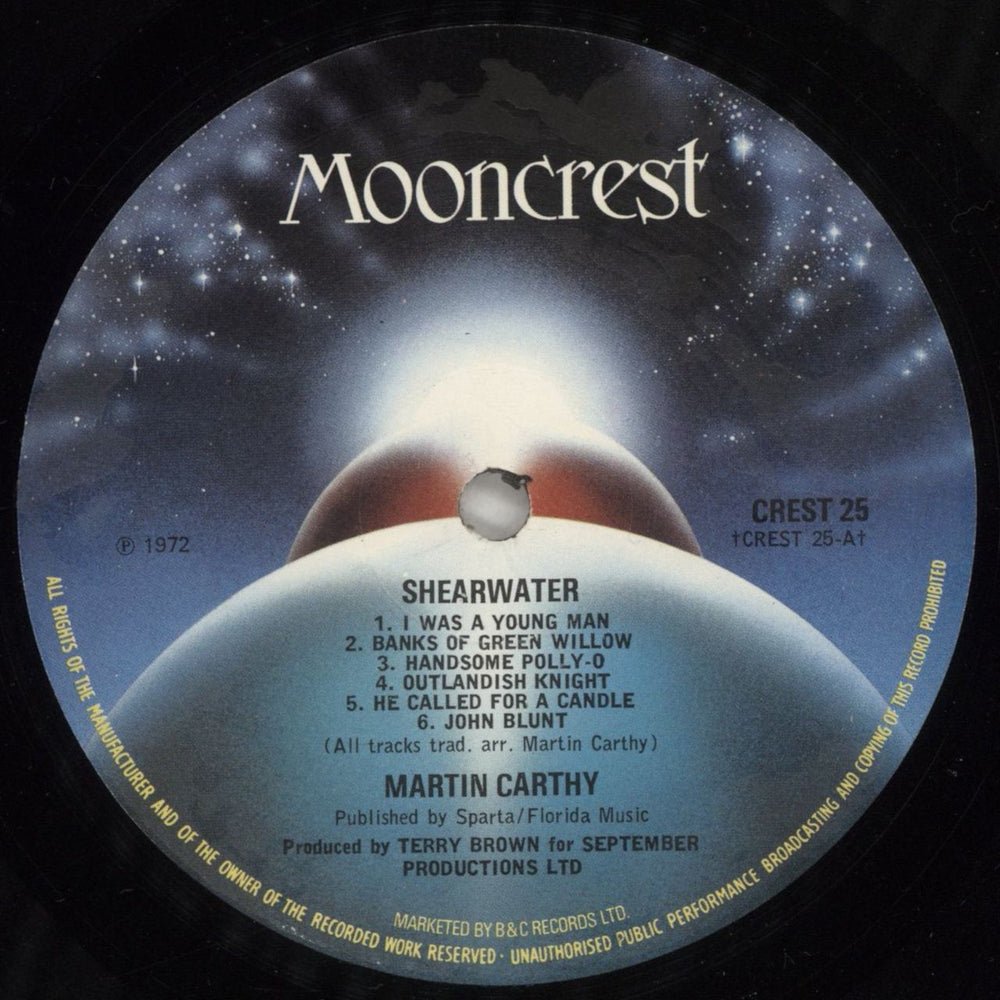 Mooncrest
CREST 25
Ⓟ 1972
†CREST 25-A†
SHEARWATER
1. I WAS A YOUNG MAN
2. BANKS OF GREEN WILLOW
3. HANDSOME POLLY-O
4. OUTLANDISH KNIGHT
5. HE CALLED FOR A CANDLE
6. JOHN BLUNT
(All tracks trad. arr. Martin Carthy)
MARTIN CARTHY
Published by Sparta/Florida Music
Produced by TERRY BROWN for SEPTEMBER
PRODUCTIONS LTD
MARKETED BY B&C RECORDS LTD.
ALL RIGHTS OF THE MANUFACTURER AND OF THE OWNER OF THE RECORDED WORK RESERVED · UNAUTHORISED PUBLIC PERFORMANCE BROADCASTING AND COPYING OF THIS RECORD PROHIBITED